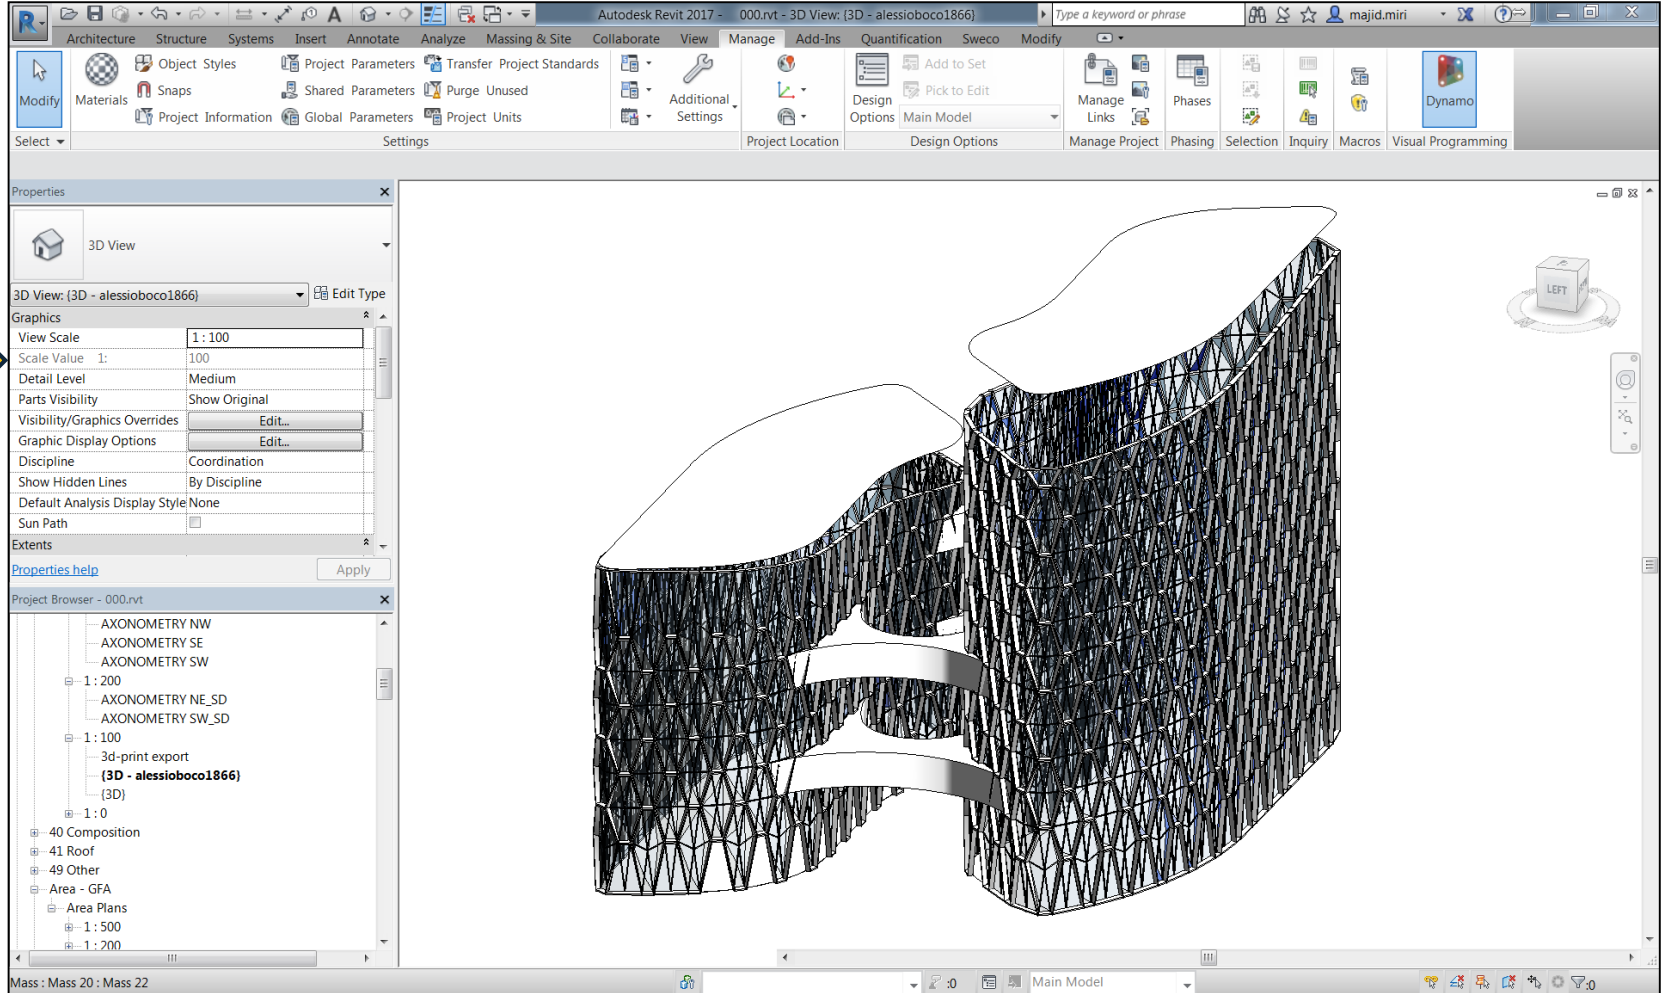 Autodesk Revit 2017 - 000.rvt - 3D View: {3D - alessioboco1866}
Type a keyword or phrase
majid.miri
Architecture Structure Systems Insert Annotate Analyze Massing & Site Collaborate View Manage Add-Ins Quantification Sweco Modify
Modify
Materials
Object Styles
Snaps
Project Information
Project Parameters
Shared Parameters
Global Parameters
Transfer Project Standards
Purge Unused
Project Units
Additional
Settings
Design
Options
Add to Set
Pick to Edit
Main Model
Manage
Links
Phases
Dynamo
Select
Settings
Project Location
Design Options
Manage Project
Phasing
Selection
Inquiry
Macros
Visual Programming
Properties
3D View
3D View: {3D - alessioboco1866}
Edit Type
Graphics
View Scale 1 : 100
Scale Value 1: 100
Detail Level Medium
Parts Visibility Show Original
Visibility/Graphics Overrides Edit...
Graphic Display Options Edit...
Discipline Coordination
Show Hidden Lines By Discipline
Default Analysis Display Style None
Sun Path
Extents
Properties help
Apply
Project Browser - 000.rvt
AXONOMETRY NW
AXONOMETRY SE
AXONOMETRY SW
1 : 200
AXONOMETRY NE_SD
AXONOMETRY SW_SD
1 : 100
3d-print export
{3D - alessioboco1866}
{3D}
1 : 0
40 Composition
41 Roof
49 Other
Area - GFA
Area Plans
1 : 500
1 : 200
LEFT
Mass : Mass 20 : Mass 22
:0
Main Model
:0